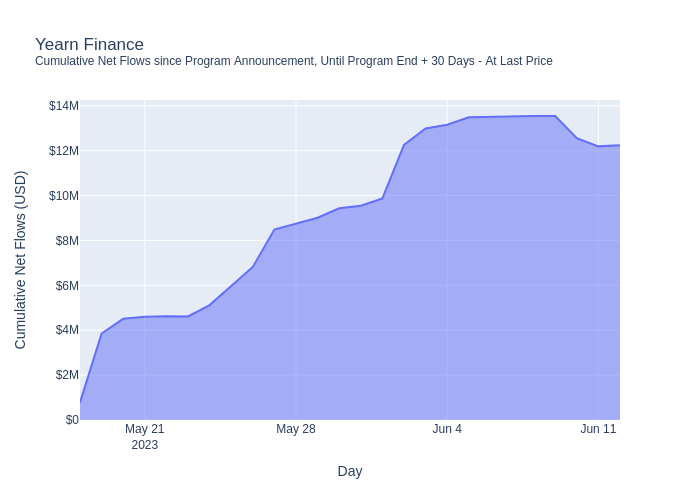 Yearn Finance
Cumulative Net Flows since Program Announcement, Until Program End + 30 Days - At Last Price
$14M
$12M
$10M
$8M
$6M
$4M
$2M
$0
Cumulative Net Flows (USD)
May 21
2023
May 28
Jun 4
Jun 11
Day